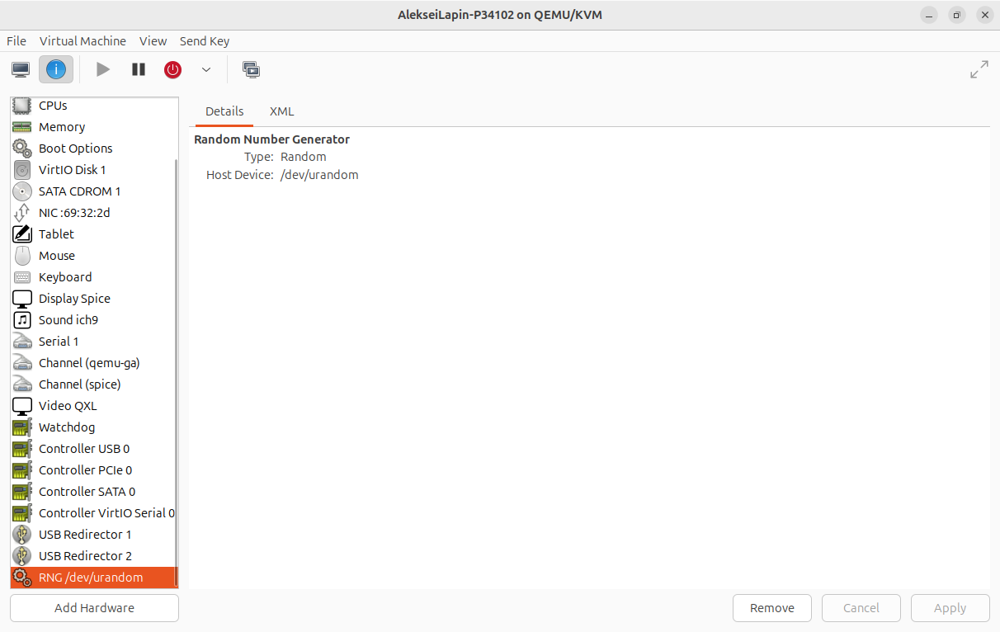 AlekseiLapin-P34102 on QEMU/KVM
File Virtual Machine View Send Key
CPUs
Memory
Boot Options
VirtIO Disk 1
SATA CDROM 1
NIC :69:32:2d
Tablet
Mouse
Keyboard
Display Spice
Sound ich9
Serial 1
Channel (qemu-ga)
Channel (spice)
Video QXL
Watchdog
Controller USB 0
Controller PCIe 0
Controller SATA 0
Controller VirtIO Serial 0
USB Redirector 1
USB Redirector 2
RNG /dev/urandom
Add Hardware
Details XML
Random Number Generator
Type: Random
Host Device: /dev/urandom
Remove Cancel Apply